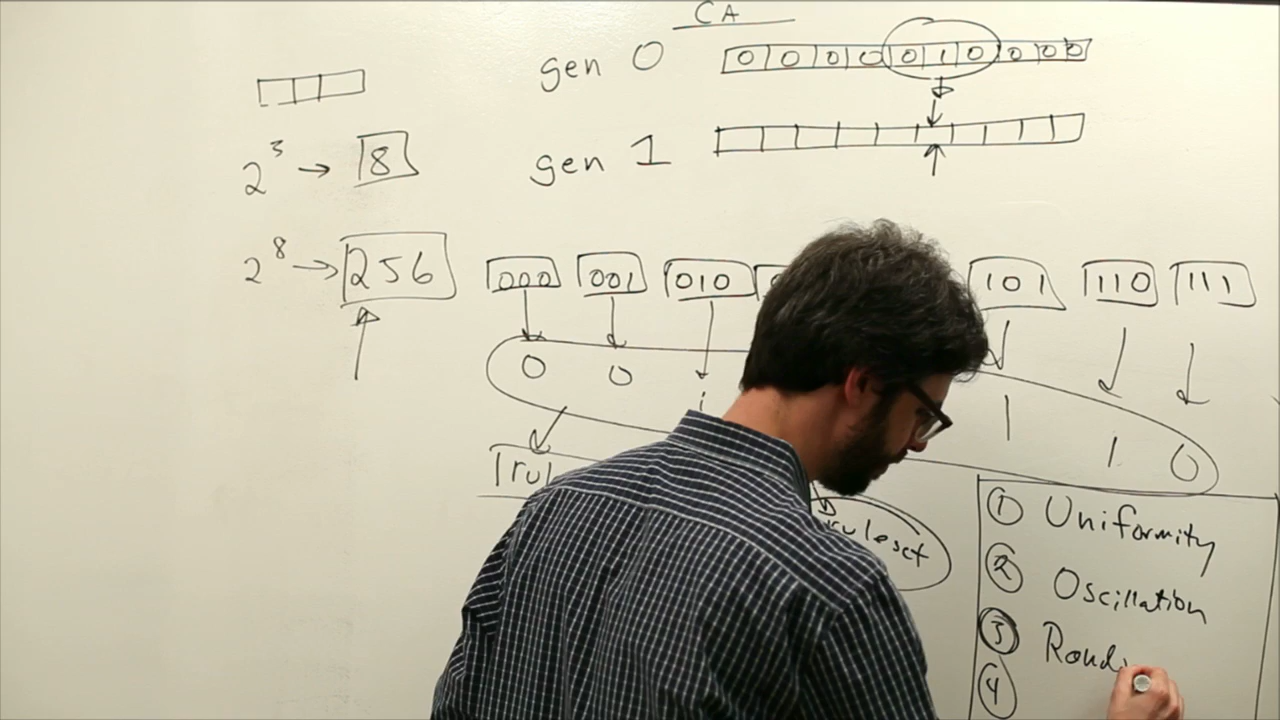 CA
gen 0 0 0 0 0 0 1 0 0 0 0
2³ → 8
gen 1
2⁸ → 256
000 001 010 101 110 111
0 0 1 1 0
ruleset
① Uniformity
② Oscillation
③
④